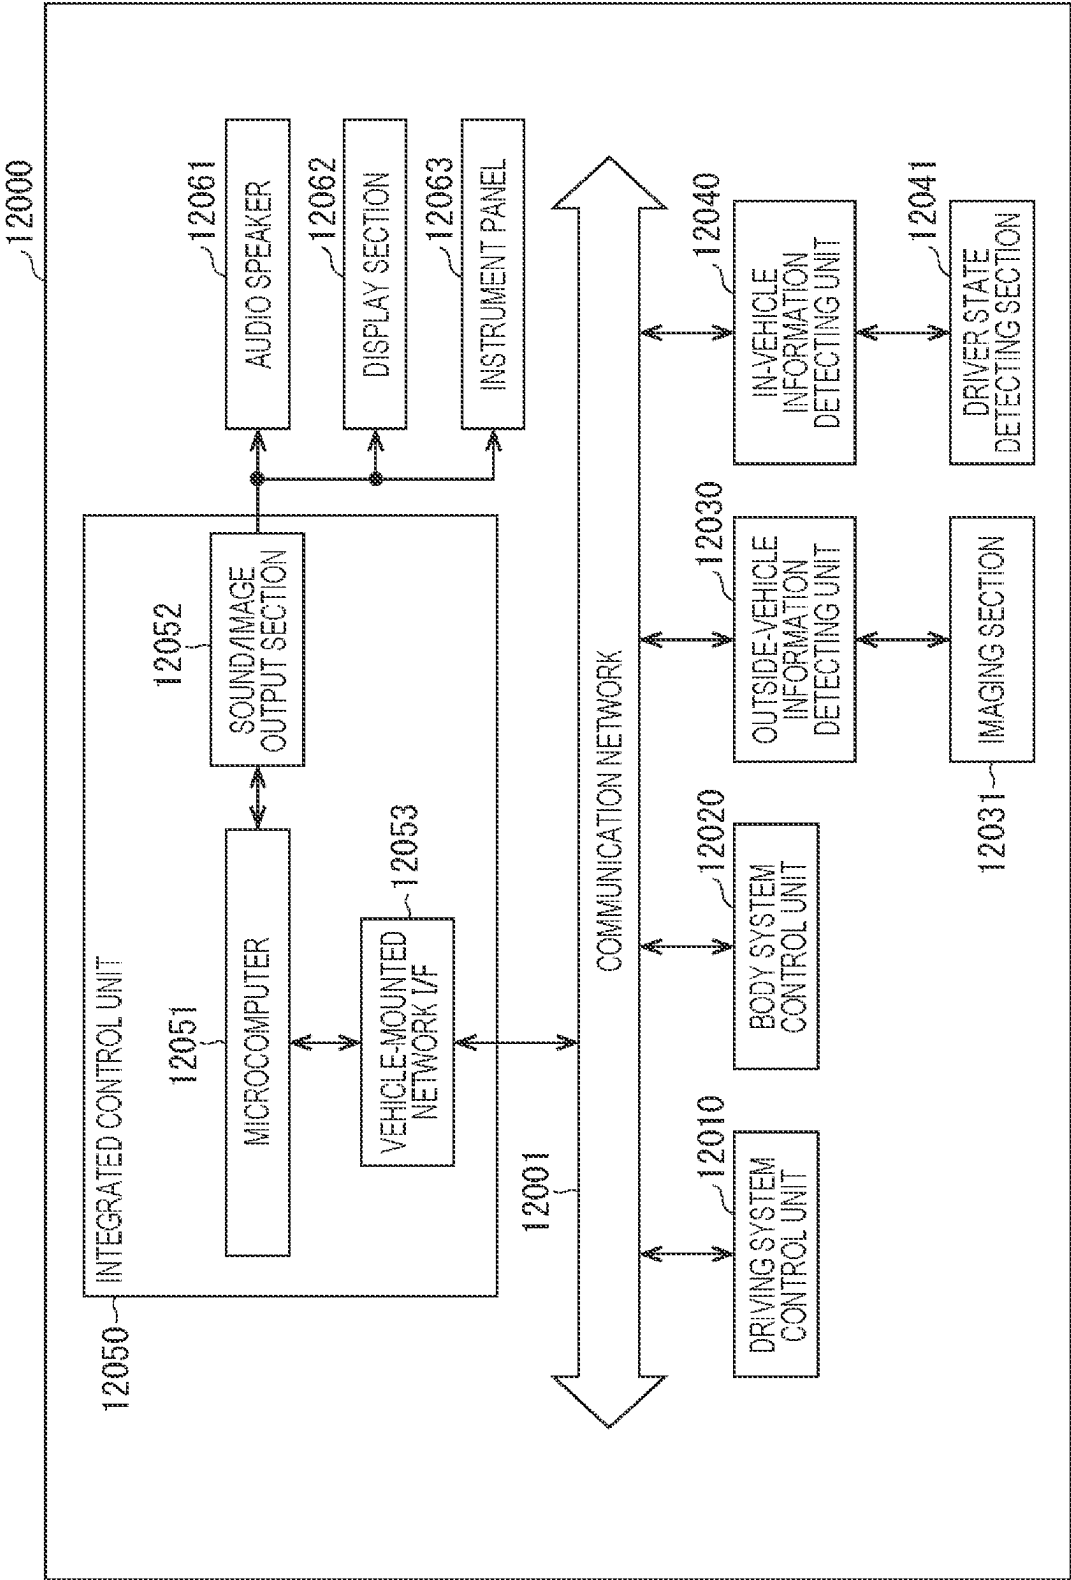 12000
12050
INTEGRATED CONTROL UNIT
12051
MICROCOMPUTER
12052
SOUND/IMAGE
OUTPUT SECTION
12053
VEHICLE-MOUNTED
NETWORK I/F
12061
AUDIO SPEAKER
12062
DISPLAY SECTION
12063
INSTRUMENT PANEL
12001
COMMUNICATION NETWORK
12010
DRIVING SYSTEM
CONTROL UNIT
12020
BODY SYSTEM
CONTROL UNIT
12030
OUTSIDE-VEHICLE
INFORMATION
DETECTING UNIT
12040
IN-VEHICLE
INFORMATION
DETECTING UNIT
12031
IMAGING SECTION
12041
DRIVER STATE
DETECTING SECTION